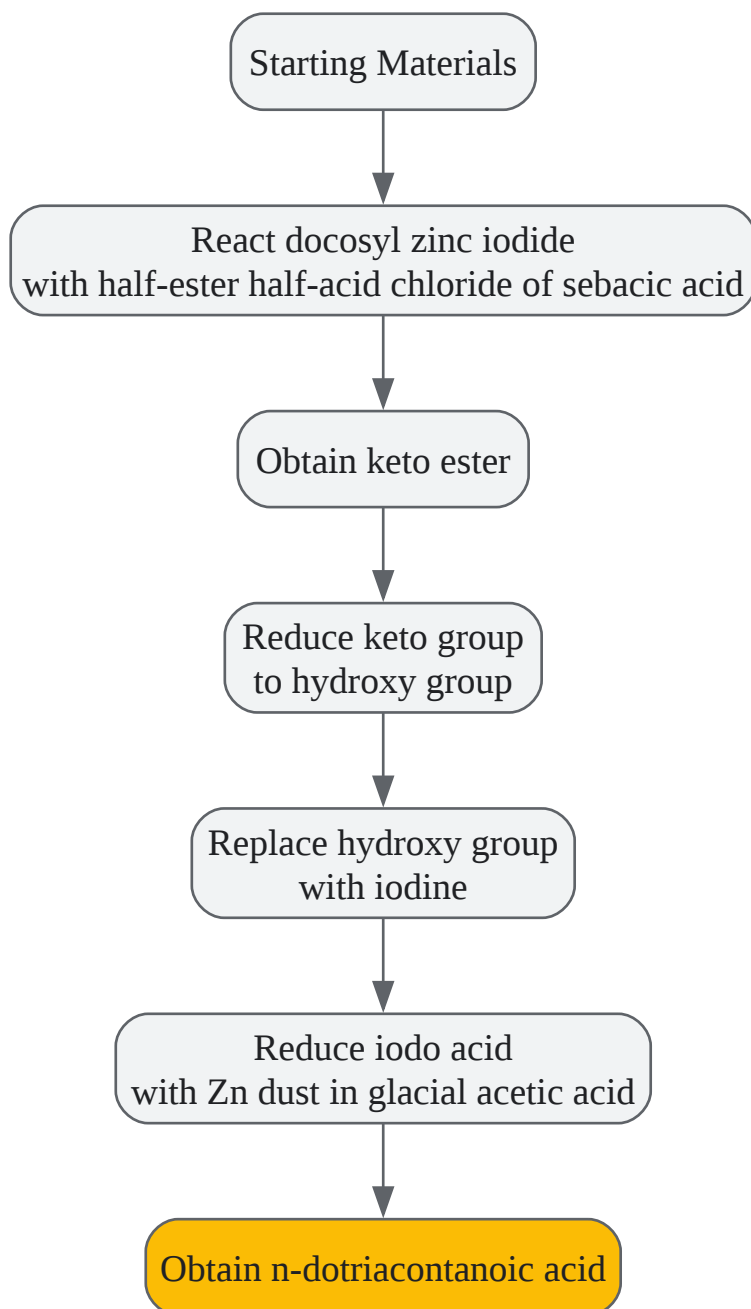 Starting Materials
React docosyl zinc iodide
with half-ester half-acid chloride of sebacic acid
Obtain keto ester
Reduce keto group
to hydroxy group
Replace hydroxy group
with iodine
Reduce iodo acid
with Zn dust in glacial acetic acid
Obtain n-dotriacontanoic acid